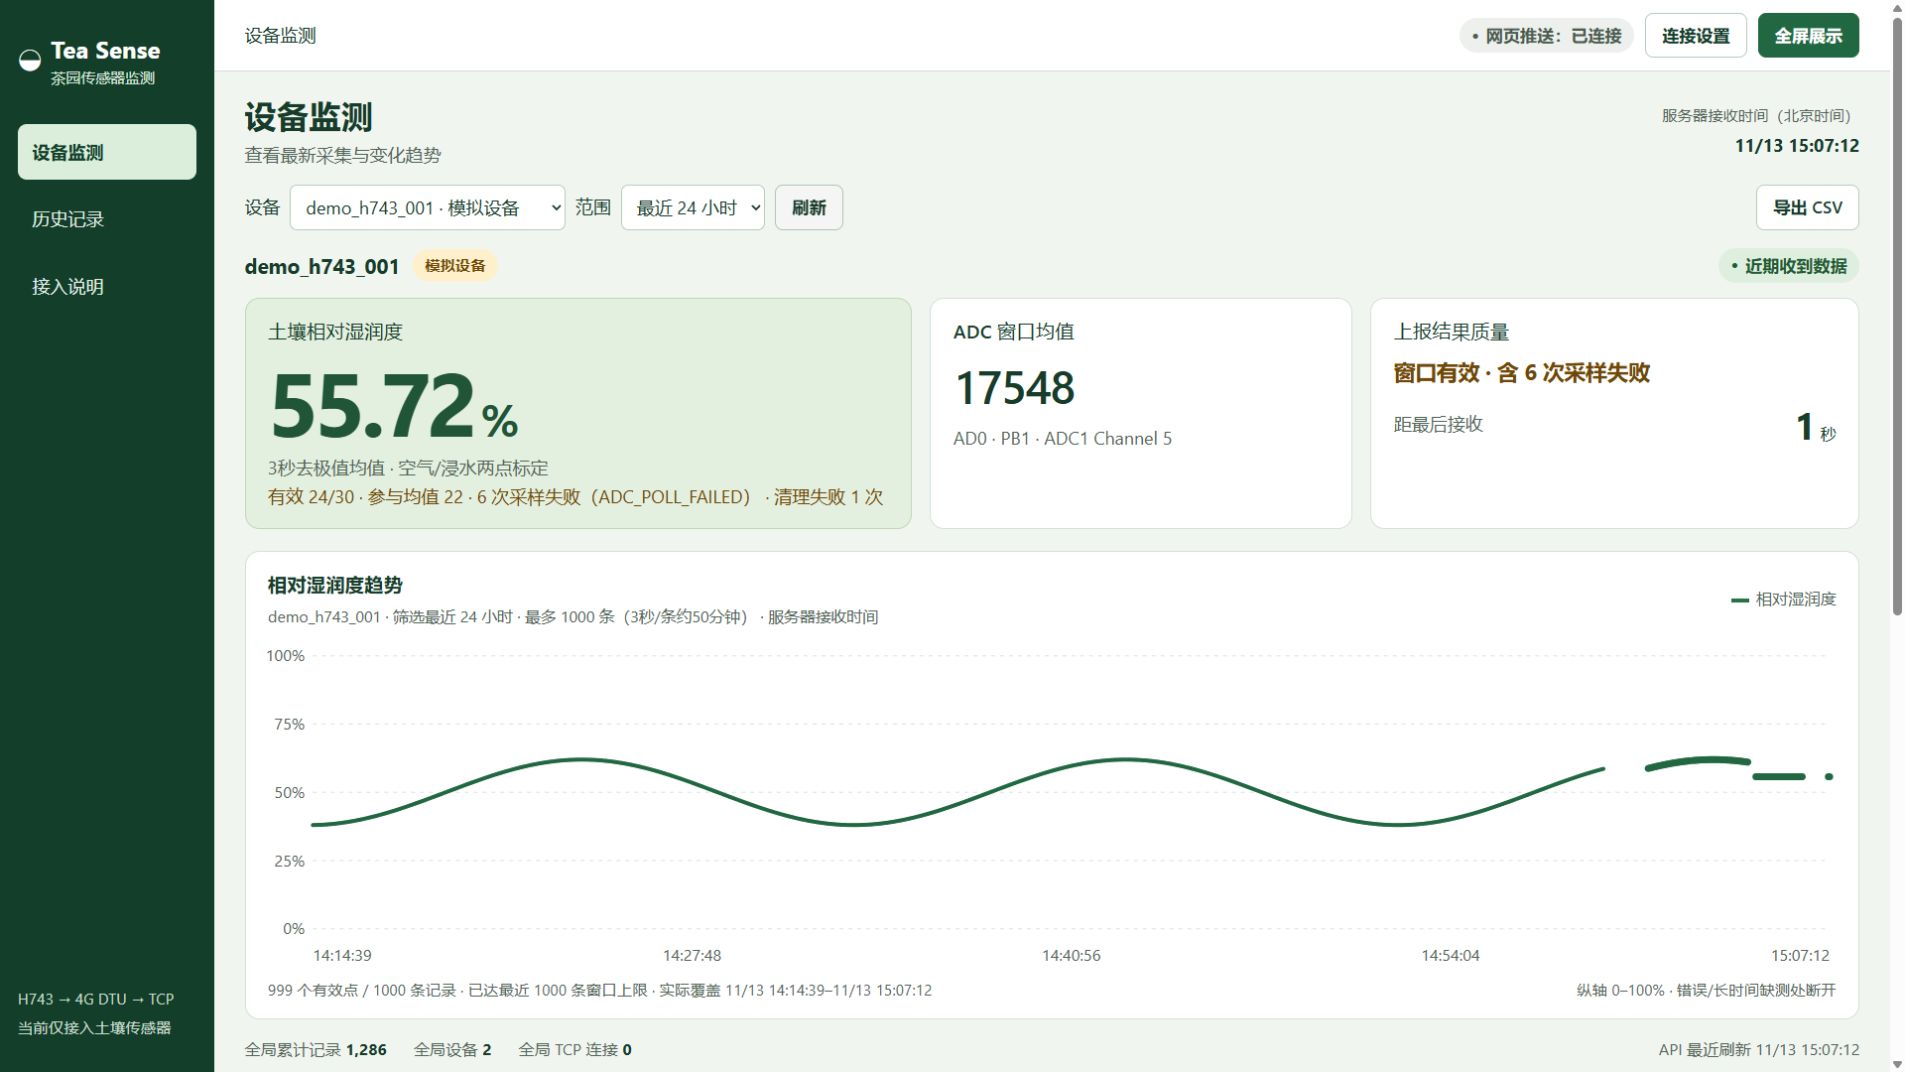 Tea Sense
茶园传感器监测
设备监测
历史记录
接入说明
H743 → 4G DTU → TCP
当前仅接入土壤传感器
设备监测
• 网页推送：已连接
连接设置
全屏展示
设备监测
查看最新采集与变化趋势
服务器接收时间（北京时间）
11/13 15:07:12
设备 demo_h743_001 · 模拟设备 范围 最近 24 小时 刷新
导出 CSV
demo_h743_001 模拟设备
• 近期收到数据
土壤相对湿润度
55.72%
3秒去极值均值 · 空气/浸水两点标定
有效 24/30 · 参与均值 22 · 6 次采样失败（ADC_POLL_FAILED） · 清理失败 1 次
ADC 窗口均值
17548
AD0 · PB1 · ADC1 Channel 5
上报结果质量
窗口有效 · 含 6 次采样失败
距最后接收 1 秒
相对湿润度趋势
demo_h743_001 · 筛选最近 24 小时 · 最多 1000 条（3秒/条约50分钟） · 服务器接收时间
相对湿润度
100%
75%
50%
25%
0%
14:14:39 14:27:48 14:40:56 14:54:04 15:07:12
999 个有效点 / 1000 条记录 · 已达最近 1000 条窗口上限 · 实际覆盖 11/13 14:14:39–11/13 15:07:12
纵轴 0–100% · 错误/长时间缺测处断开
全局累计记录 1,286 全局设备 2 全局 TCP 连接 0
API 最近刷新 11/13 15:07:12